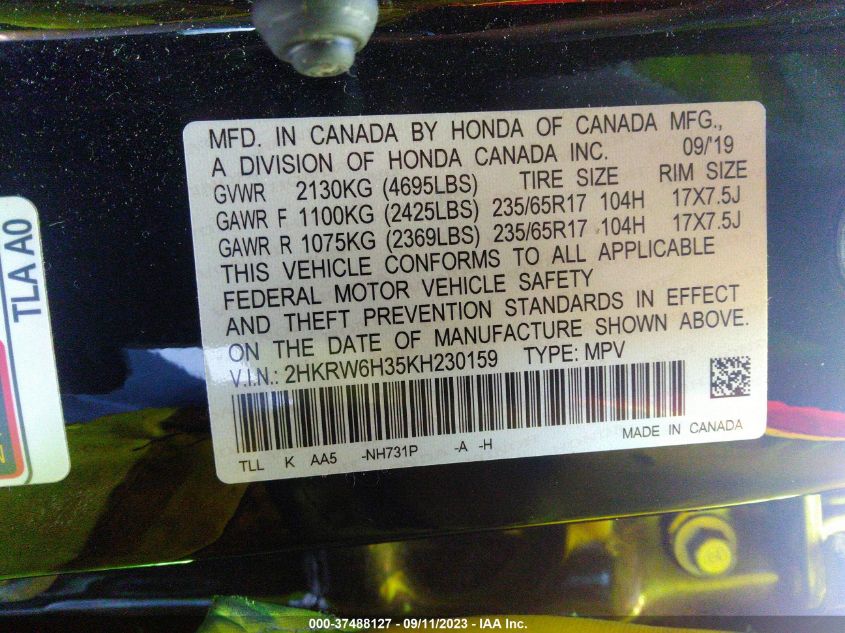 MFD. IN CANADA BY HONDA OF CANADA MFG.,
A DIVISION OF HONDA CANADA INC. 09/'19
GVWR 2130KG (4695LBS) TIRE SIZE RIM SIZE
GAWR F 1100KG (2425LBS) 235/65R17 104H 17X7.5J
GAWR R 1075KG (2369LBS) 235/65R17 104H 17X7.5J
THIS VEHICLE CONFORMS TO ALL APPLICABLE
FEDERAL MOTOR VEHICLE SAFETY
AND THEFT PREVENTION STANDARDS IN EFFECT
ON THE DATE OF MANUFACTURE SHOWN ABOVE.
V.I.N.: 2HKRW6H35KH230159 TYPE: MPV
TLL K AA5 -NH731P -A -H MADE IN CANADA
TLA A0
000-37488127 - 09/11/2023 - IAA Inc.